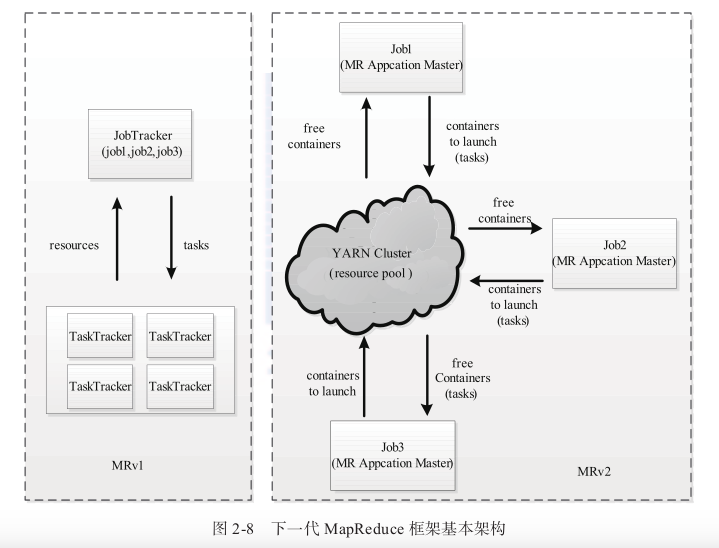 JobTracker
(job1,job2,job3)
resources
tasks
TaskTracker
TaskTracker
TaskTracker
TaskTracker
MRv1
Job1
(MR Appcation Master)
free
containers
containers
to launch
(tasks)
YARN Cluster
(resource pool)
free
containers
Job2
(MR Appcation Master)
containers
to launch
(tasks)
containers
to launch
free
Containers
(tasks)
Job3
(MR Appcation Master)
MRv2
图 2-8 下一代 MapReduce 框架基本架构